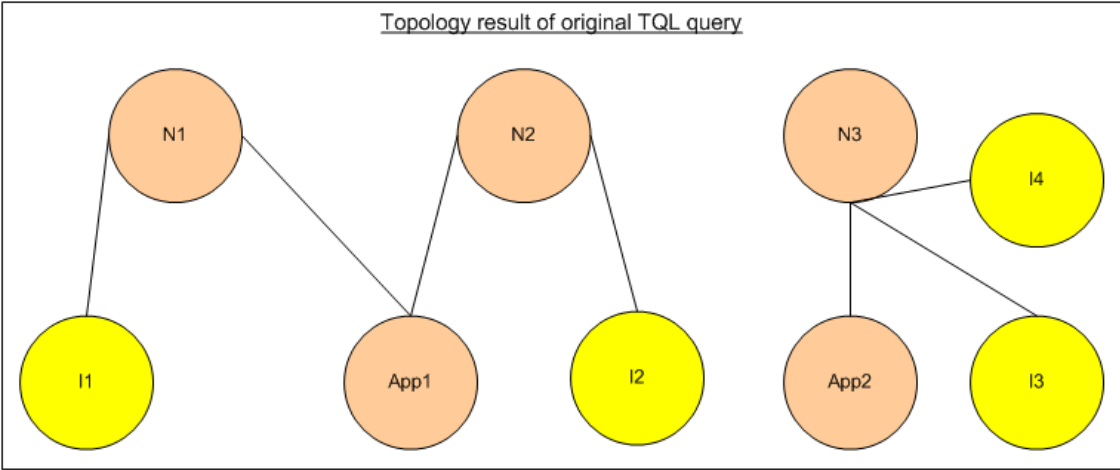 Topology result of original TQL query
N1
N2
N3
I4
I1
App1
I2
App2
I3